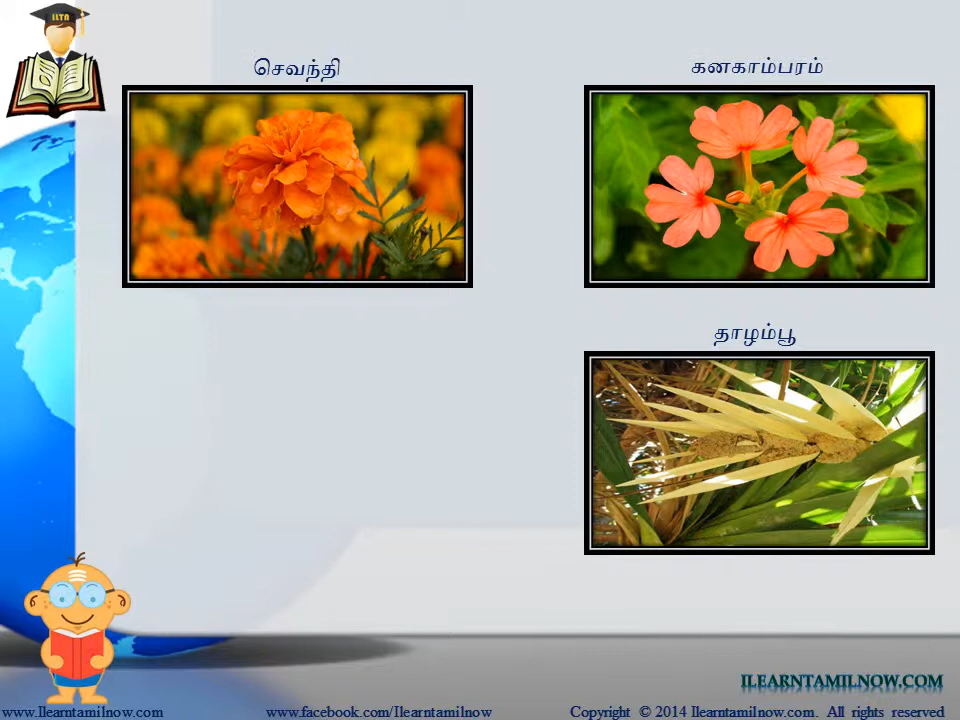 ILTN
செவந்தி
கனகாம்பரம்
தாழம்பூ
ILEARNTAMILNOW.COM
www.Ilearntamilnow.com
www.facebook.com/Ilearntamilnow
Copyright © 2014 Ilearntamilnow.com. All rights reserved